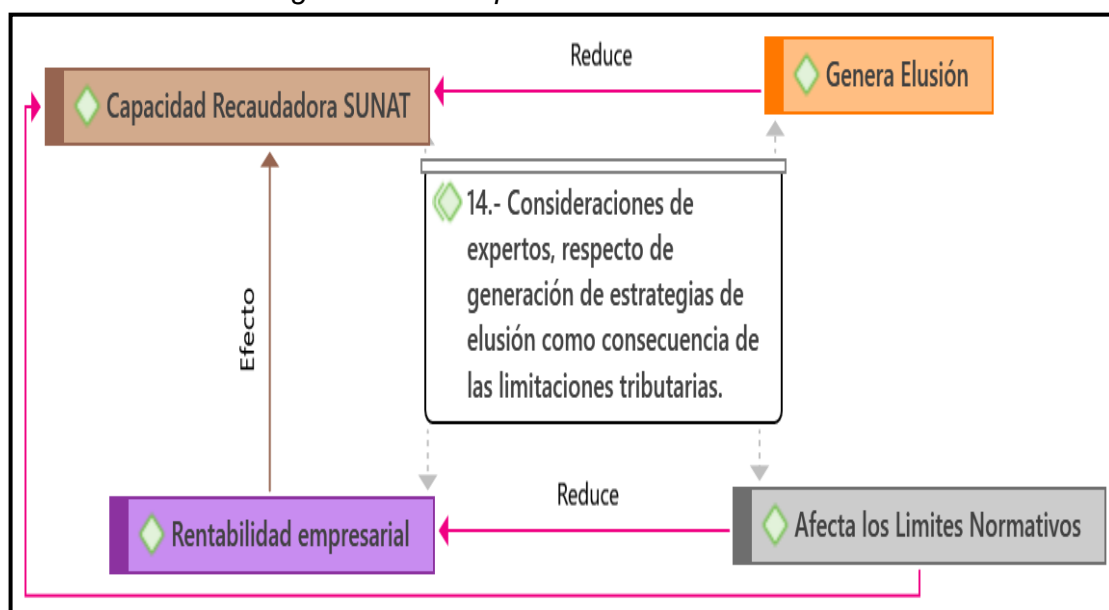 Reduce
Genera Elusión
Capacidad Recaudadora SUNAT
14.- Consideraciones de
expertos, respecto de
generación de estrategias de
elusión como consecuencia de
las limitaciones tributarias.
Efecto
Reduce
Rentabilidad empresarial
Afecta los Limites Normativos